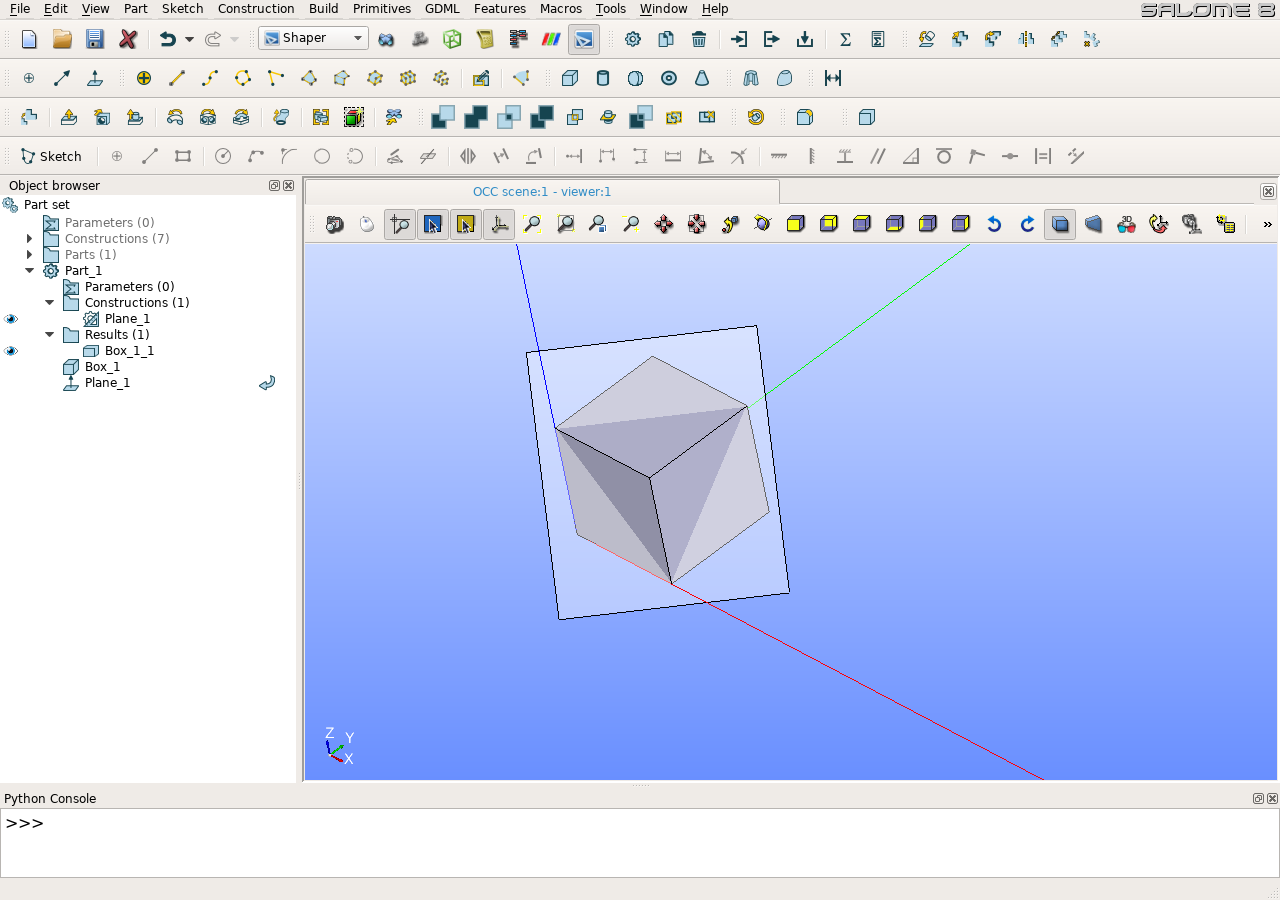 File Edit View Part Sketch Construction Build Primitives GDML Features Macros Tools Window Help
SALOME 8
Shaper
Sketch
Object browser
OCC scene:1 - viewer:1
Part set
Parameters (0)
Constructions (7)
Parts (1)
Part_1
Parameters (0)
Constructions (1)
Plane_1
Results (1)
Box_1_1
Box_1
Plane_1
3D
»
Z
Y
X
Python Console
>>>